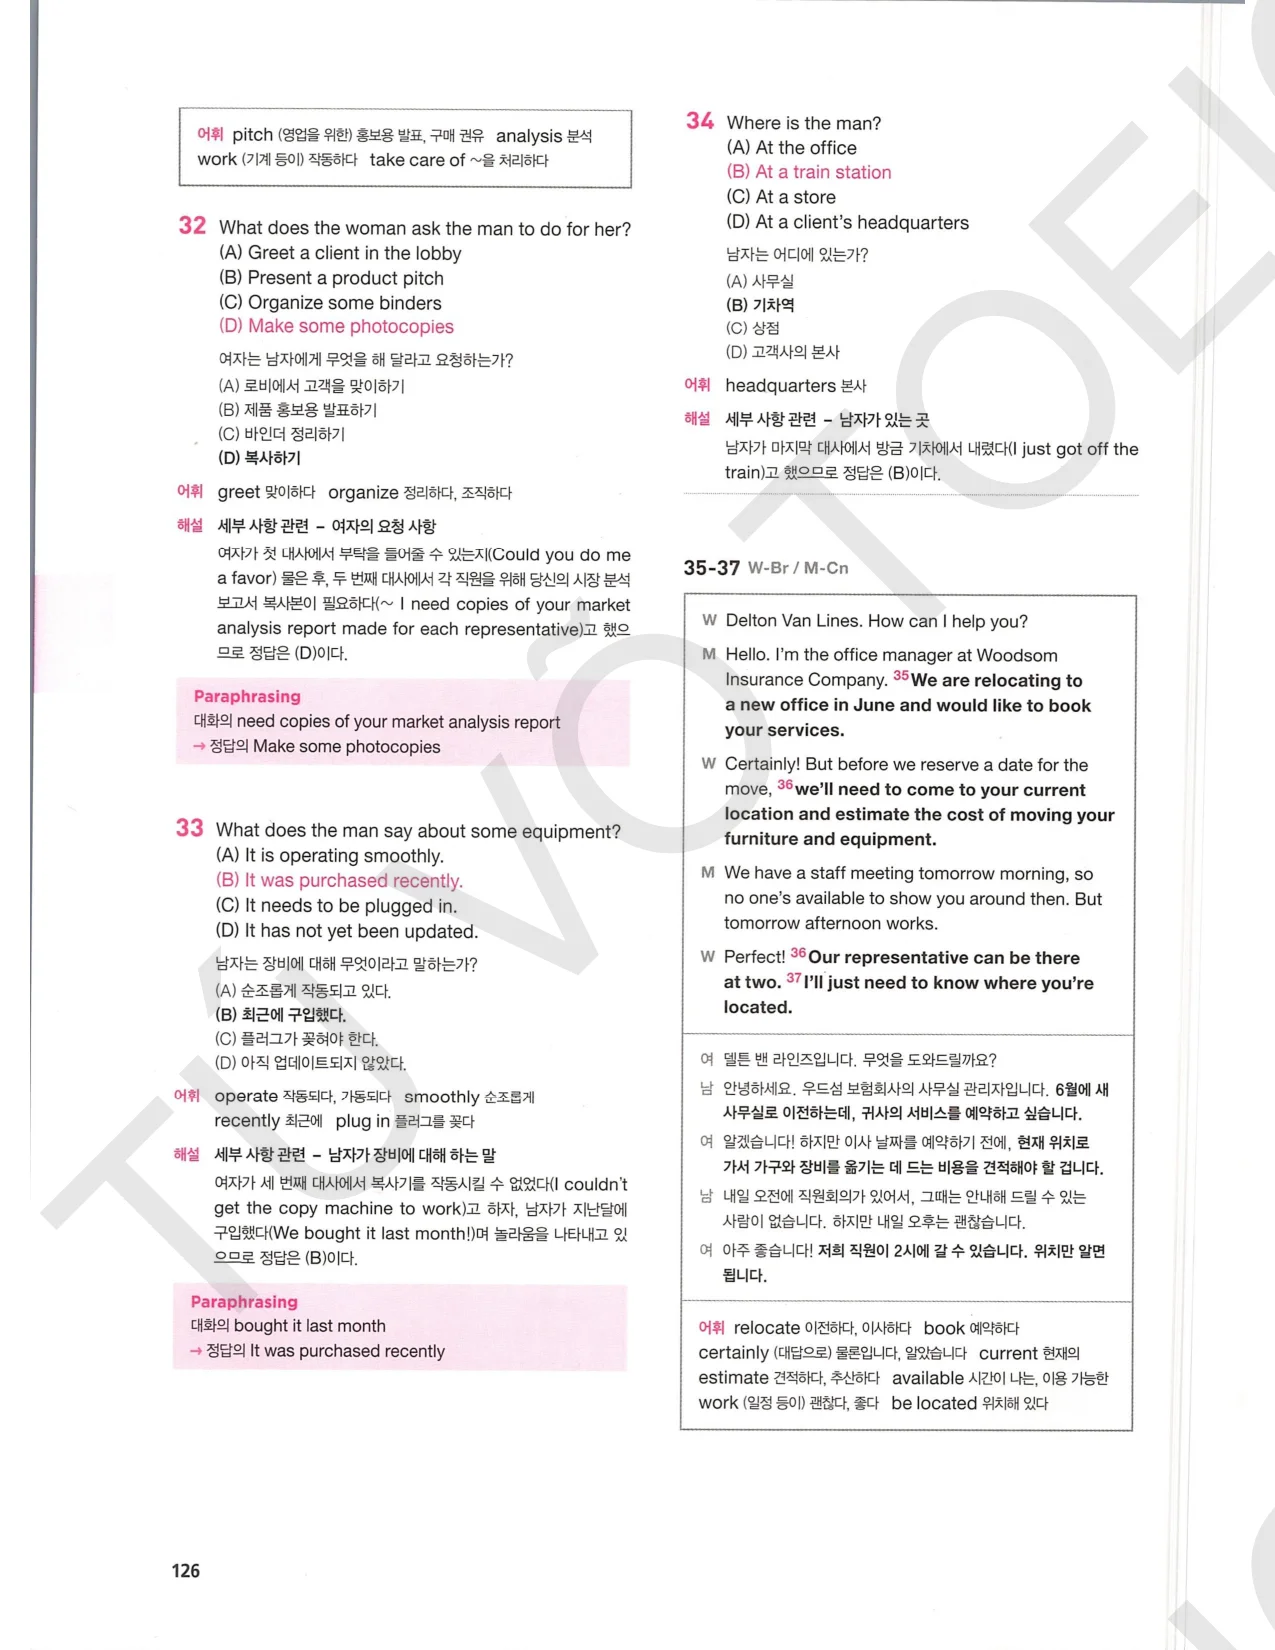 어휘 pitch (영업을 위한) 홍보용 발표, 구매 권유 analysis 분석
work (기계 등이) 작동하다 take care of ~을 처리하다
32 What does the woman ask the man to do for her?
(A) Greet a client in the lobby
(B) Present a product pitch
(C) Organize some binders
(D) Make some photocopies
여자는 남자에게 무엇을 해 달라고 요청하는가?
(A) 로비에서 고객을 맞이하기
(B) 제품 홍보용 발표하기
(C) 바인더 정리하기
(D) 복사하기
어휘 greet 맞이하다 organize 정리하다, 조직하다
해설 세부 사항 관련 – 여자의 요청 사항
여자가 첫 대사에서 부탁을 들어줄 수 있는지(Could you do me
a favor) 물은 후, 두 번째 대사에서 각 직원을 위해 당신의 시장 분석
보고서 복사본이 필요하다(~ I need copies of your market
analysis report made for each representative)고 했으
므로 정답은 (D)이다.
Paraphrasing
대화의 need copies of your market analysis report
→ 정답의 Make some photocopies
33 What does the man say about some equipment?
(A) It is operating smoothly.
(B) It was purchased recently.
(C) It needs to be plugged in.
(D) It has not yet been updated.
남자는 장비에 대해 무엇이라고 말하는가?
(A) 순조롭게 작동되고 있다.
(B) 최근에 구입했다.
(C) 플러그가 꽂혀야 한다.
(D) 아직 업데이트되지 않았다.
어휘 operate 작동되다, 가동되다 smoothly 순조롭게
recently 최근에 plug in 플러그를 꽂다
해설 세부 사항 관련 – 남자가 장비에 대해 하는 말
여자가 세 번째 대사에서 복사기를 작동시킬 수 없었다(I couldn't
get the copy machine to work)고 하자, 남자가 지난달에
구입했다(We bought it last month!)며 놀라움을 나타내고 있
으므로 정답은 (B)이다.
Paraphrasing
대화의 bought it last month
→ 정답의 It was purchased recently
34 Where is the man?
(A) At the office
(B) At a train station
(C) At a store
(D) At a client's headquarters
남자는 어디에 있는가?
(A) 사무실
(B) 기차역
(C) 상점
(D) 고객사의 본사
어휘 headquarters 본사
해설 세부 사항 관련 – 남자가 있는 곳
남자가 마지막 대사에서 방금 기차에서 내렸다(I just got off the
train)고 했으므로 정답은 (B)이다.
35-37 W-Br / M-Cn
W Delton Van Lines. How can I help you?
M Hello. I'm the office manager at Woodsom
Insurance Company. 35We are relocating to
a new office in June and would like to book
your services.
W Certainly! But before we reserve a date for the
move, 36we'll need to come to your current
location and estimate the cost of moving your
furniture and equipment.
M We have a staff meeting tomorrow morning, so
no one's available to show you around then. But
tomorrow afternoon works.
W Perfect! 36Our representative can be there
at two. 37I'll just need to know where you're
located.
여 델튼 밴 라인즈입니다. 무엇을 도와드릴까요?
남 안녕하세요. 우드섬 보험회사의 사무실 관리자입니다. 6월에 새
사무실로 이전하는데, 귀사의 서비스를 예약하고 싶습니다.
여 알겠습니다! 하지만 이사 날짜를 예약하기 전에, 현재 위치로
가서 가구와 장비를 옮기는 데 드는 비용을 견적해야 할 겁니다.
남 내일 오전에 직원회의가 있어서, 그때는 안내해 드릴 수 있는
사람이 없습니다. 하지만 내일 오후는 괜찮습니다.
여 아주 좋습니다! 저희 직원이 2시에 갈 수 있습니다. 위치만 알면
됩니다.
어휘 relocate 이전하다, 이사하다 book 예약하다
certainly (대답으로) 물론입니다, 알았습니다 current 현재의
estimate 견적하다, 추산하다 available 시간이 나는, 이용 가능한
work (일정 등이) 괜찮다, 좋다 be located 위치해 있다
126
TÚ VÕ TOEIC